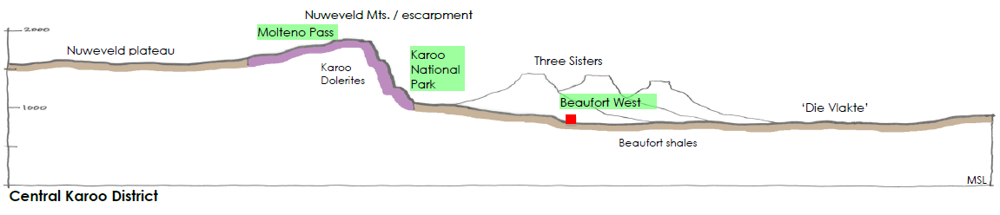 Nuweveld Mts. / escarpment
2000
Molteno Pass
Nuweveld plateau
Karoo
National
Park
Karoo
Dolerites
Three Sisters
Beaufort West
1000
'Die Vlakte'
Beaufort shales
MSL
Central Karoo District